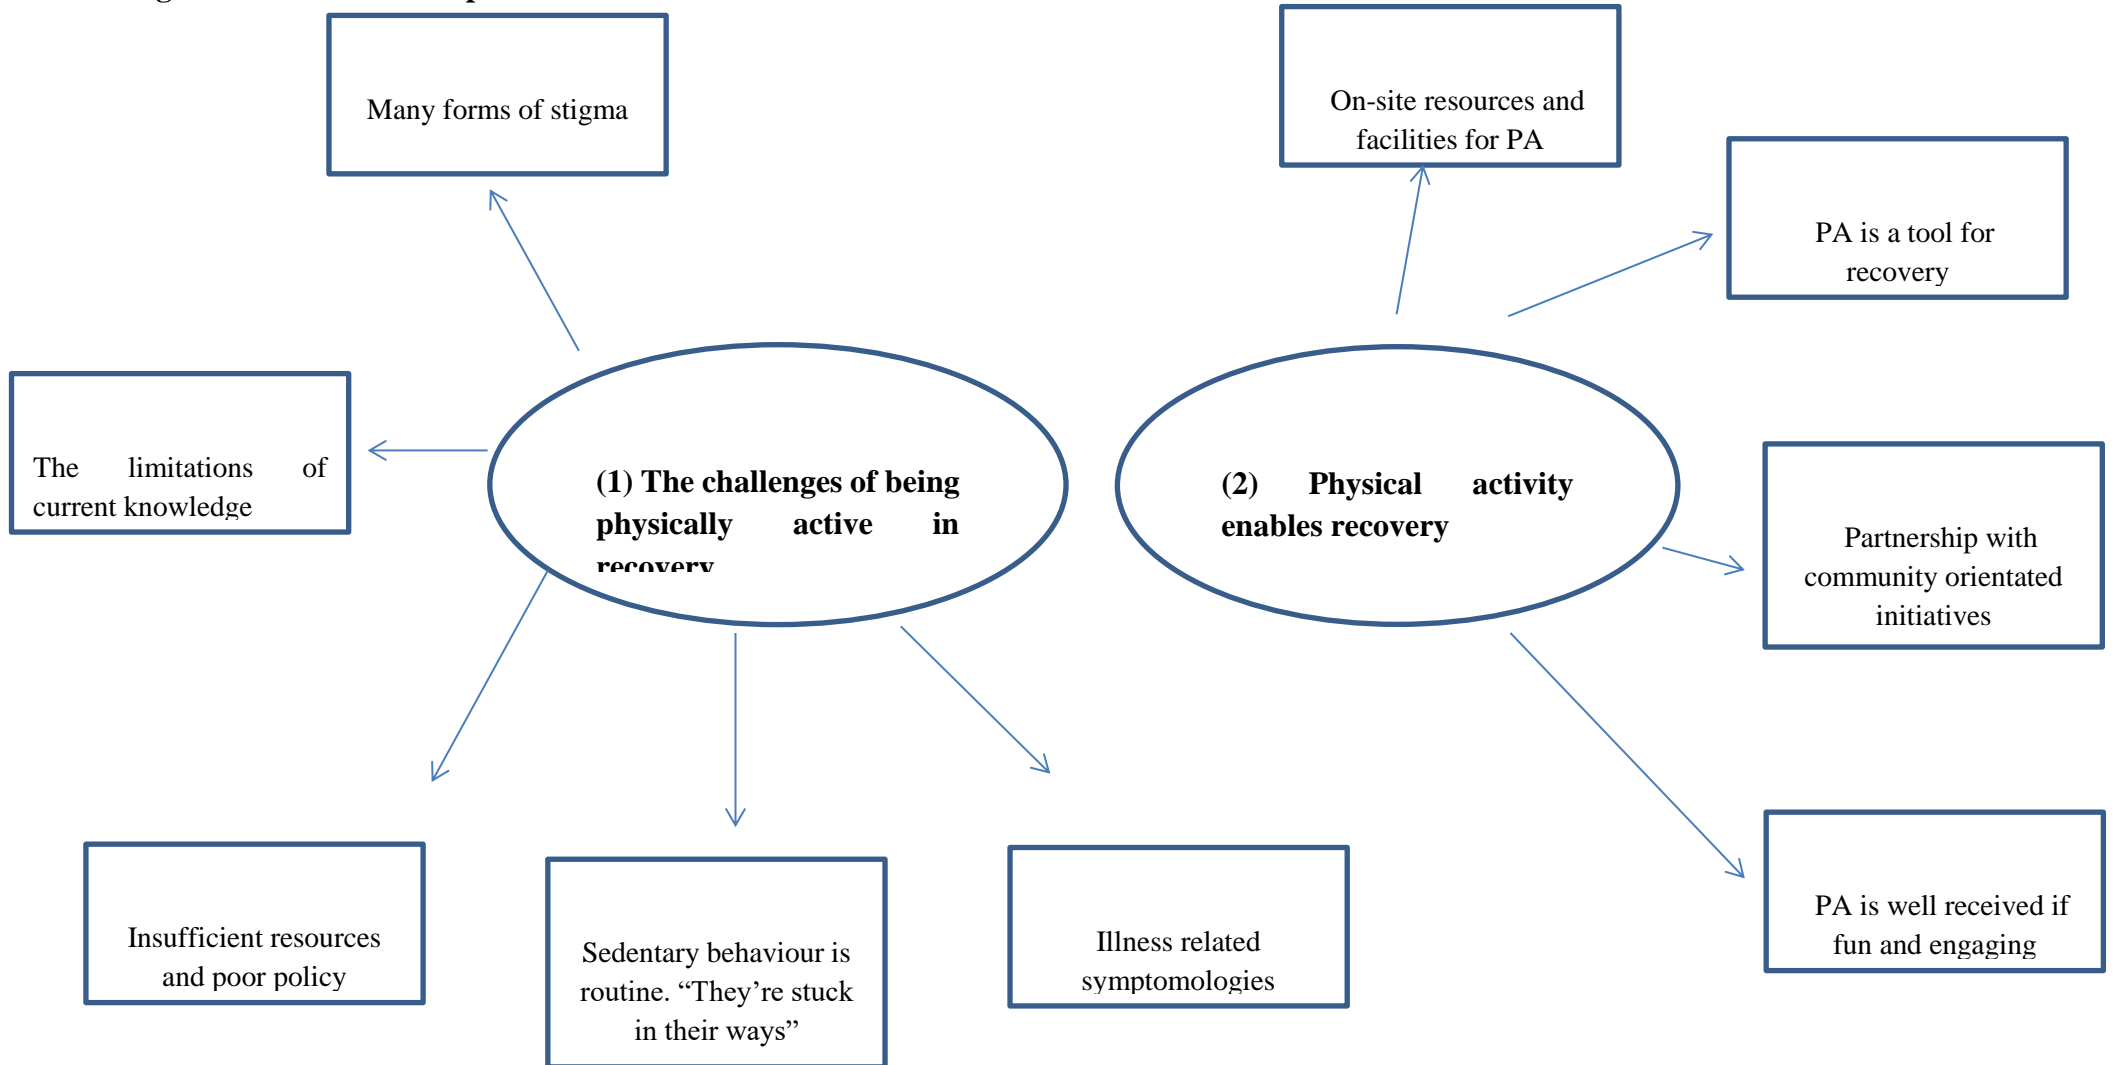 Many forms of stigma
On-site resources and
facilities for PA
PA is a tool for
recovery
The limitations of
current knowledge
(1) The challenges of being
physically active in
recovery
(2) Physical activity
enables recovery
Partnership with
community orientated
initiatives
Insufficient resources
and poor policy
Sedentary behaviour is
routine. “They’re stuck
in their ways”
Illness related
symptomologies
PA is well received if
fun and engaging